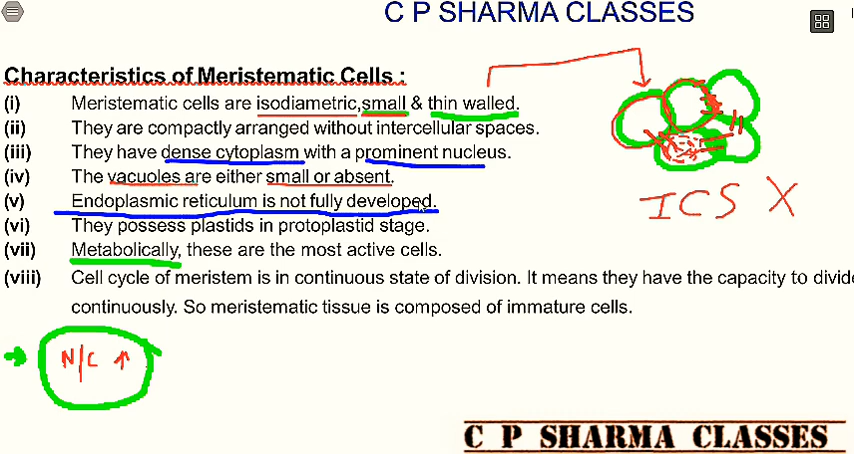 C P SHARMA CLASSES
Characteristics of Meristematic Cells :
(i) Meristematic cells are isodiametric, small & thin walled.
(ii) They are compactly arranged without intercellular spaces.
(iii) They have dense cytoplasm with a prominent nucleus.
(iv) The vacuoles are either small or absent.
(v) Endoplasmic reticulum is not fully developed.
(vi) They possess plastids in protoplastid stage.
(vii) Metabolically, these are the most active cells.
(viii) Cell cycle of meristem is in continuous state of division. It means they have the capacity to divide
continuously. So meristematic tissue is composed of immature cells.
ICS X
N/C ↑
C P SHARMA CLASSES